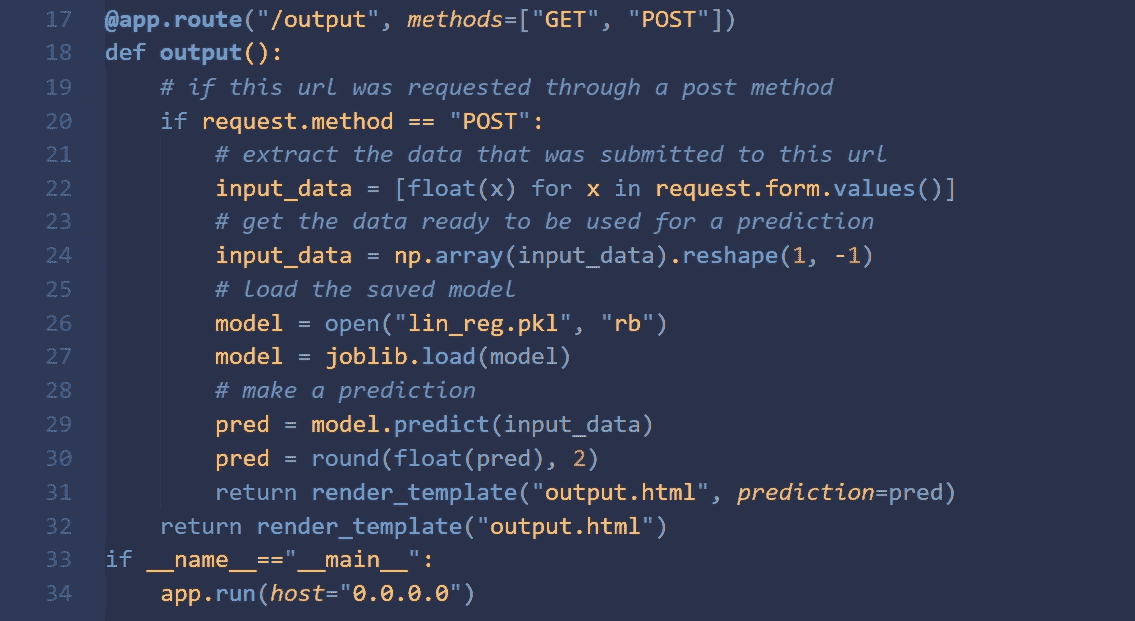 17 @app.route("/output", methods=["GET", "POST"])
18 def output():
19     # if this url was requested through a post method
20     if request.method == "POST":
21         # extract the data that was submitted to this url
22         input_data = [float(x) for x in request.form.values()]
23         # get the data ready to be used for a prediction
24         input_data = np.array(input_data).reshape(1, -1)
25         # load the saved model
26         model = open("lin_reg.pkl", "rb")
27         model = joblib.load(model)
28         # make a prediction
29         pred = model.predict(input_data)
30         pred = round(float(pred), 2)
31         return render_template("output.html", prediction=pred)
32     return render_template("output.html")
33 if __name__=="__main__":
34     app.run(host="0.0.0.0")